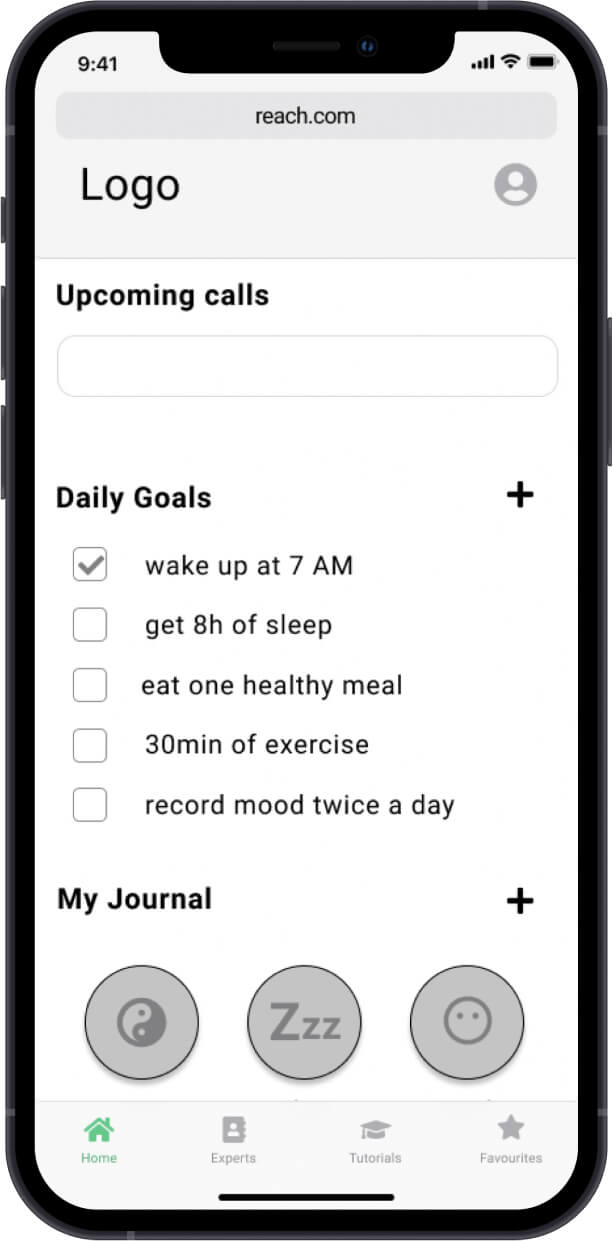 9:41
reach.com
Logo
Upcoming calls
Daily Goals
wake up at 7 AM
get 8h of sleep
eat one healthy meal
30min of exercise
record mood twice a day
My Journal
Zzz
Home
Experts
Tutorials
Favourites